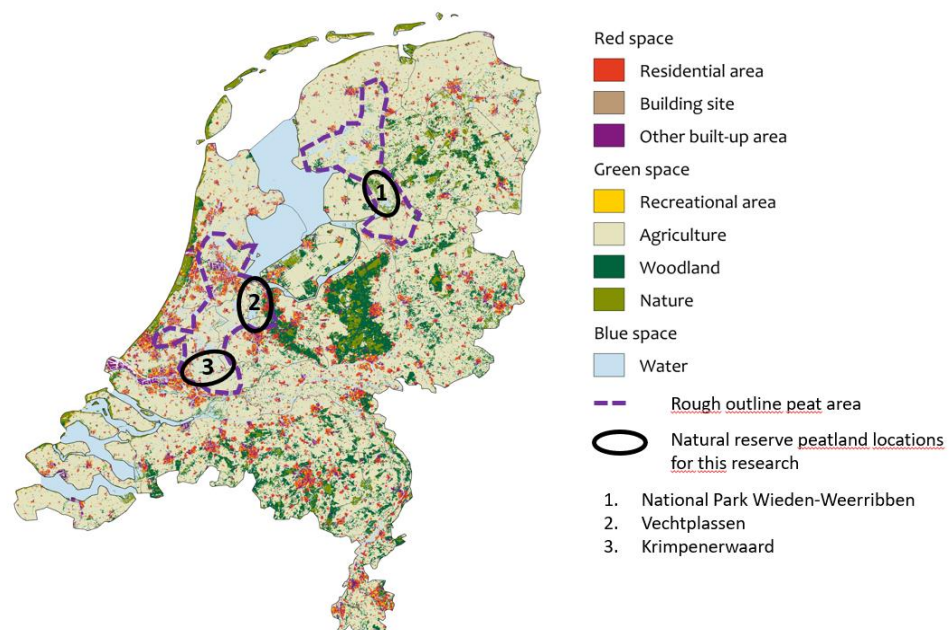 Red space
Residential area
Building site
Other built-up area
Green space
Recreational area
Agriculture
Woodland
Nature
Blue space
Water
Rough outline peat area
Natural reserve peatland locations
for this research
1. National Park Wieden-Weerribben
2. Vechtplassen
3. Krimpenerwaard
1
2
3